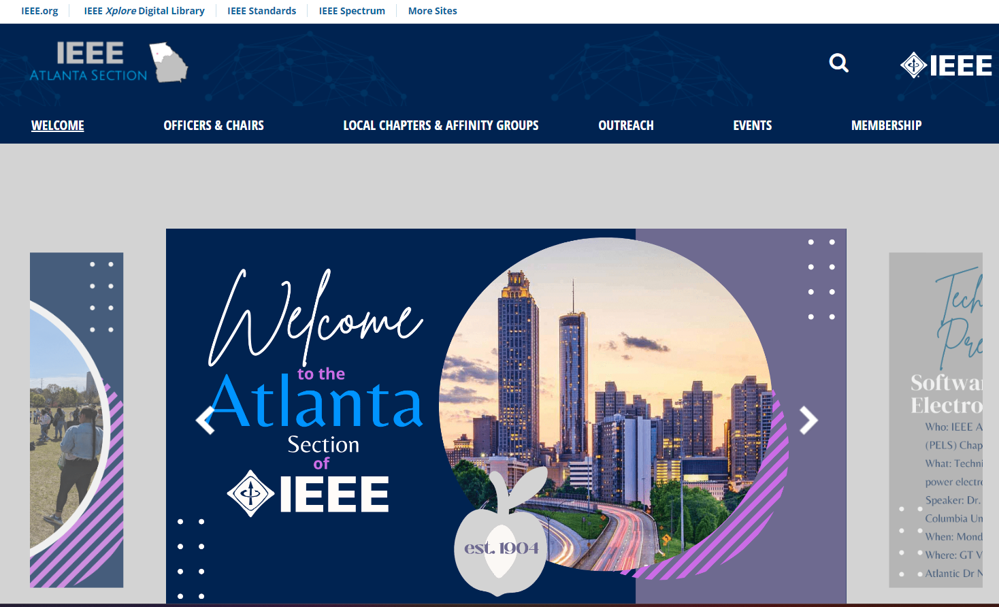 IEEE.org
IEEE Xplore Digital Library
IEEE Standards
IEEE Spectrum
More Sites
IEEE
ATLANTA SECTION
IEEE
WELCOME
OFFICERS & CHAIRS
LOCAL CHAPTERS & AFFINITY GROUPS
OUTREACH
EVENTS
MEMBERSHIP
Welcome
to the
Atlanta
Section
of
IEEE
est. 1904
Tech
Pre
Softwa
Electro
Who: IEEE A
(PELS) Chap
What: Techni
power electro
Speaker: Dr.
Columbia Un
When: Mond
Where: GT V
Atlantic Dr N